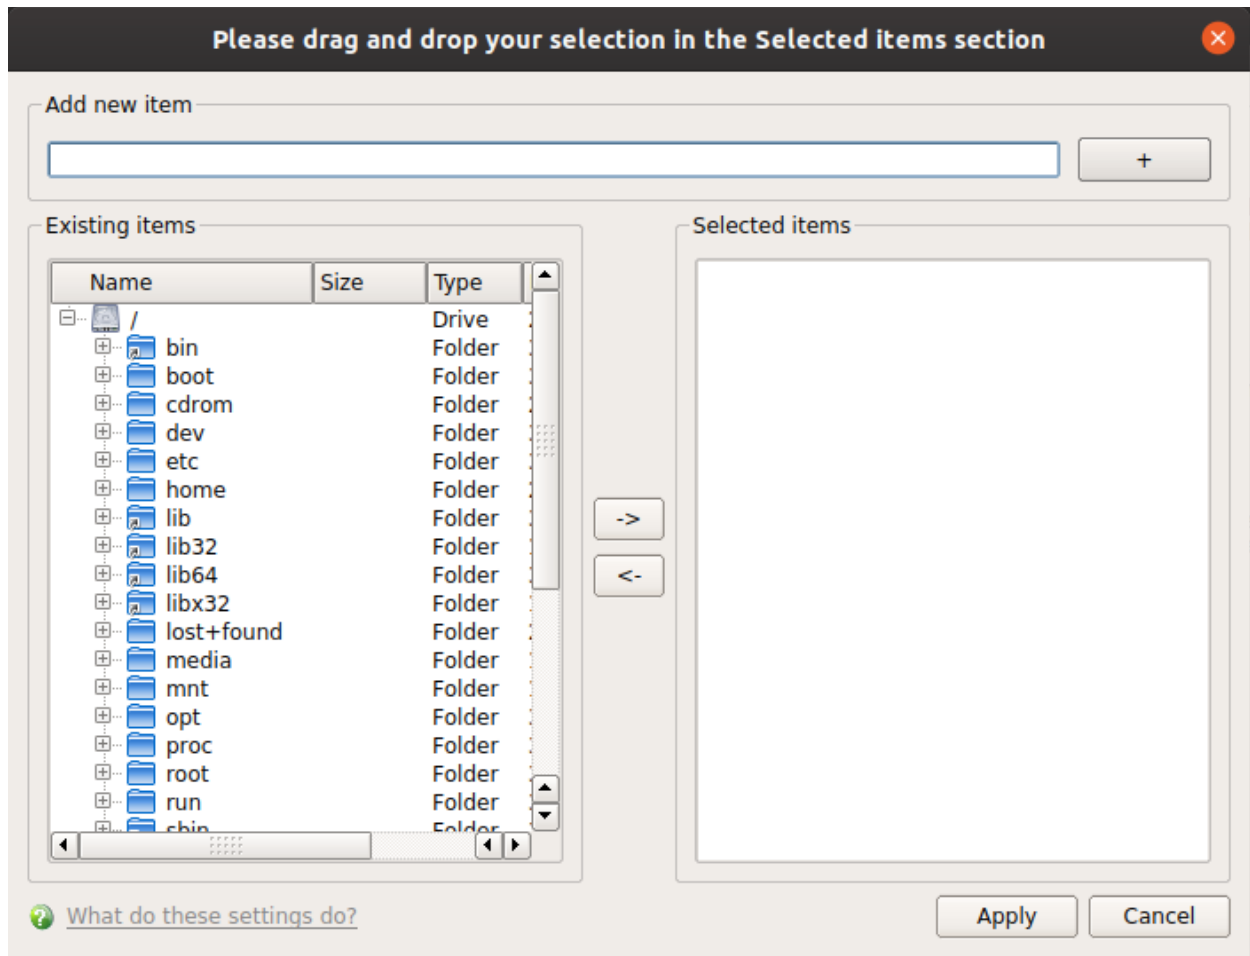 Please drag and drop your selection in the Selected items section
Add new item
+
Existing items
Selected items
Name Size Type
/ Drive
bin Folder
boot Folder
cdrom Folder
dev Folder
etc Folder
home Folder
lib Folder
lib32 Folder
lib64 Folder
libx32 Folder
lost+found Folder
media Folder
mnt Folder
opt Folder
proc Folder
root Folder
run Folder
sbin Folder
->
<-
What do these settings do?
Apply
Cancel